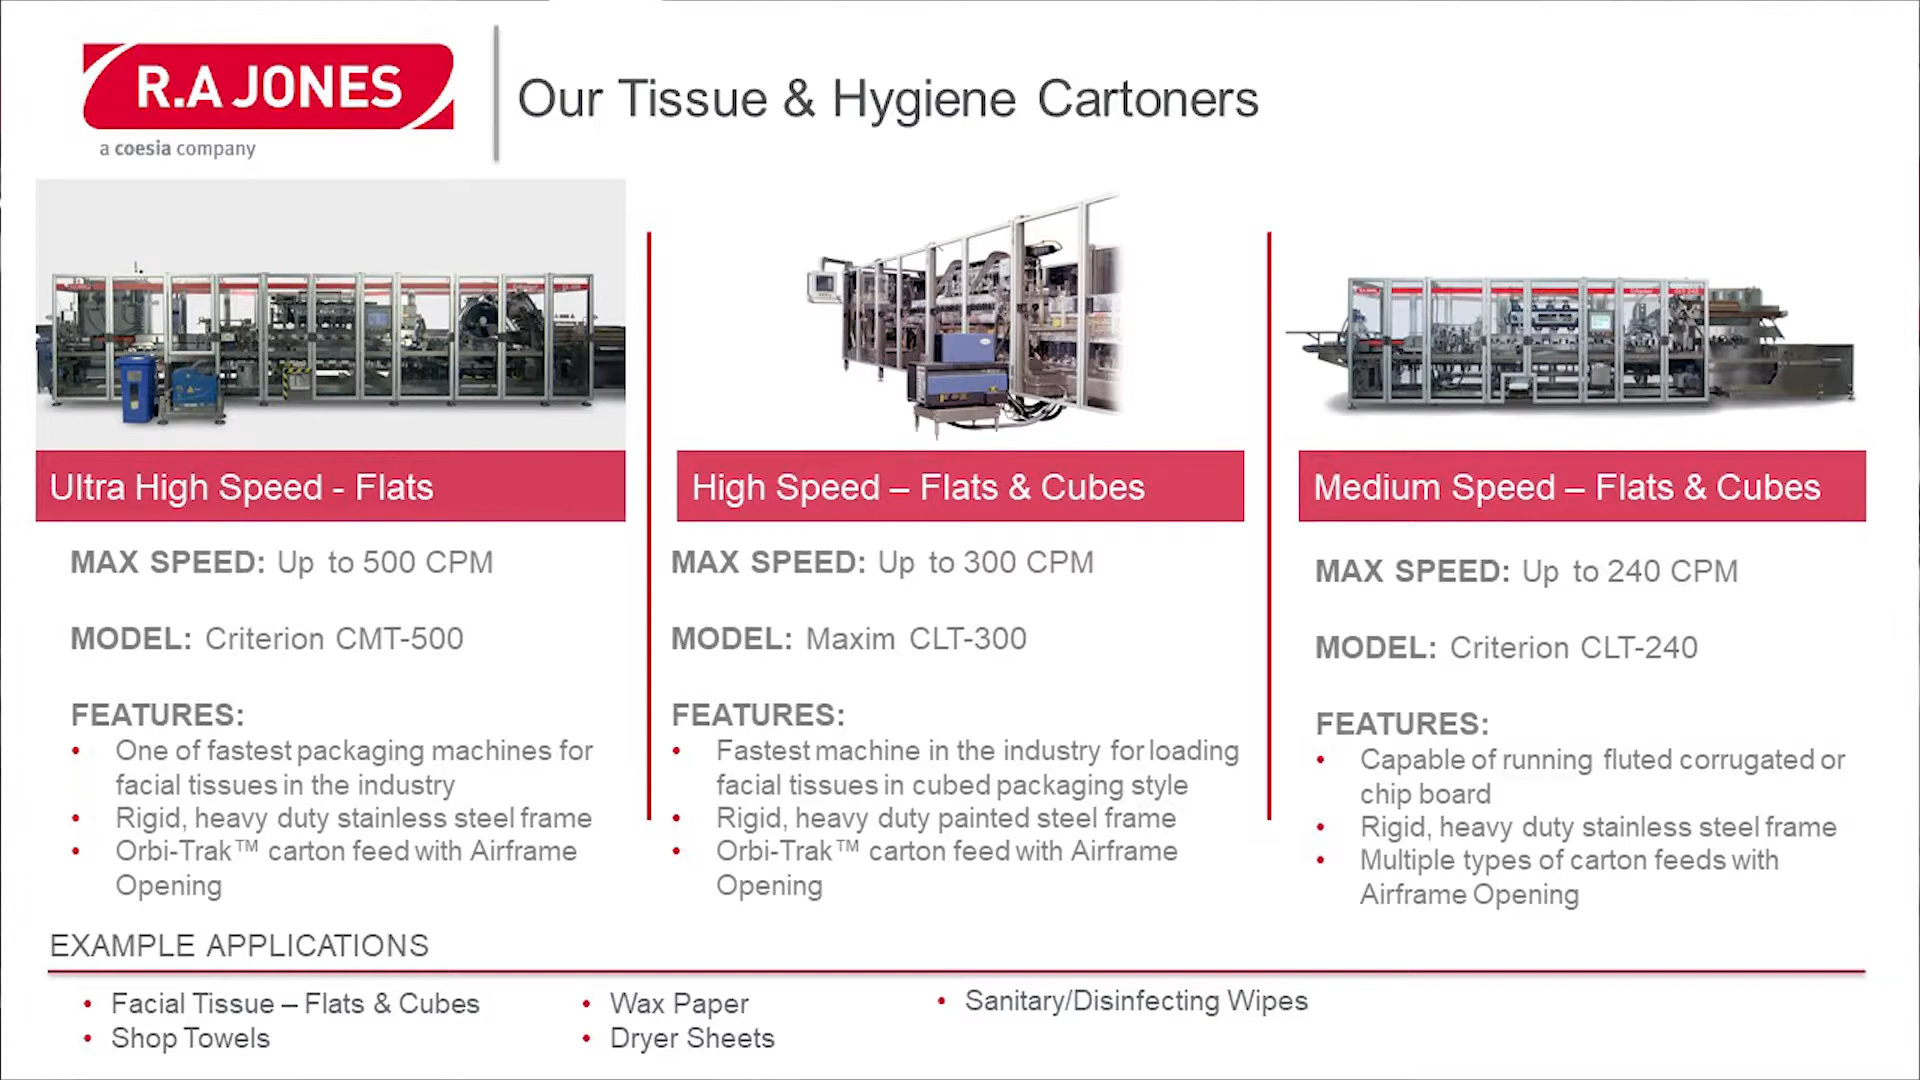 R.A JONES
a coesia company
Our Tissue & Hygiene Cartoners
Ultra High Speed - Flats
MAX SPEED: Up to 500 CPM
MODEL: Criterion CMT-500
FEATURES:
• One of fastest packaging machines for
facial tissues in the industry
• Rigid, heavy duty stainless steel frame
• Orbi-Trak™ carton feed with Airframe
Opening
High Speed – Flats & Cubes
MAX SPEED: Up to 300 CPM
MODEL: Maxim CLT-300
FEATURES:
• Fastest machine in the industry for loading
facial tissues in cubed packaging style
• Rigid, heavy duty painted steel frame
• Orbi-Trak™ carton feed with Airframe
Opening
Medium Speed – Flats & Cubes
MAX SPEED: Up to 240 CPM
MODEL: Criterion CLT-240
FEATURES:
• Capable of running fluted corrugated or
chip board
• Rigid, heavy duty stainless steel frame
• Multiple types of carton feeds with
Airframe Opening
EXAMPLE APPLICATIONS
• Facial Tissue – Flats & Cubes
• Shop Towels
• Wax Paper
• Dryer Sheets
• Sanitary/Disinfecting Wipes